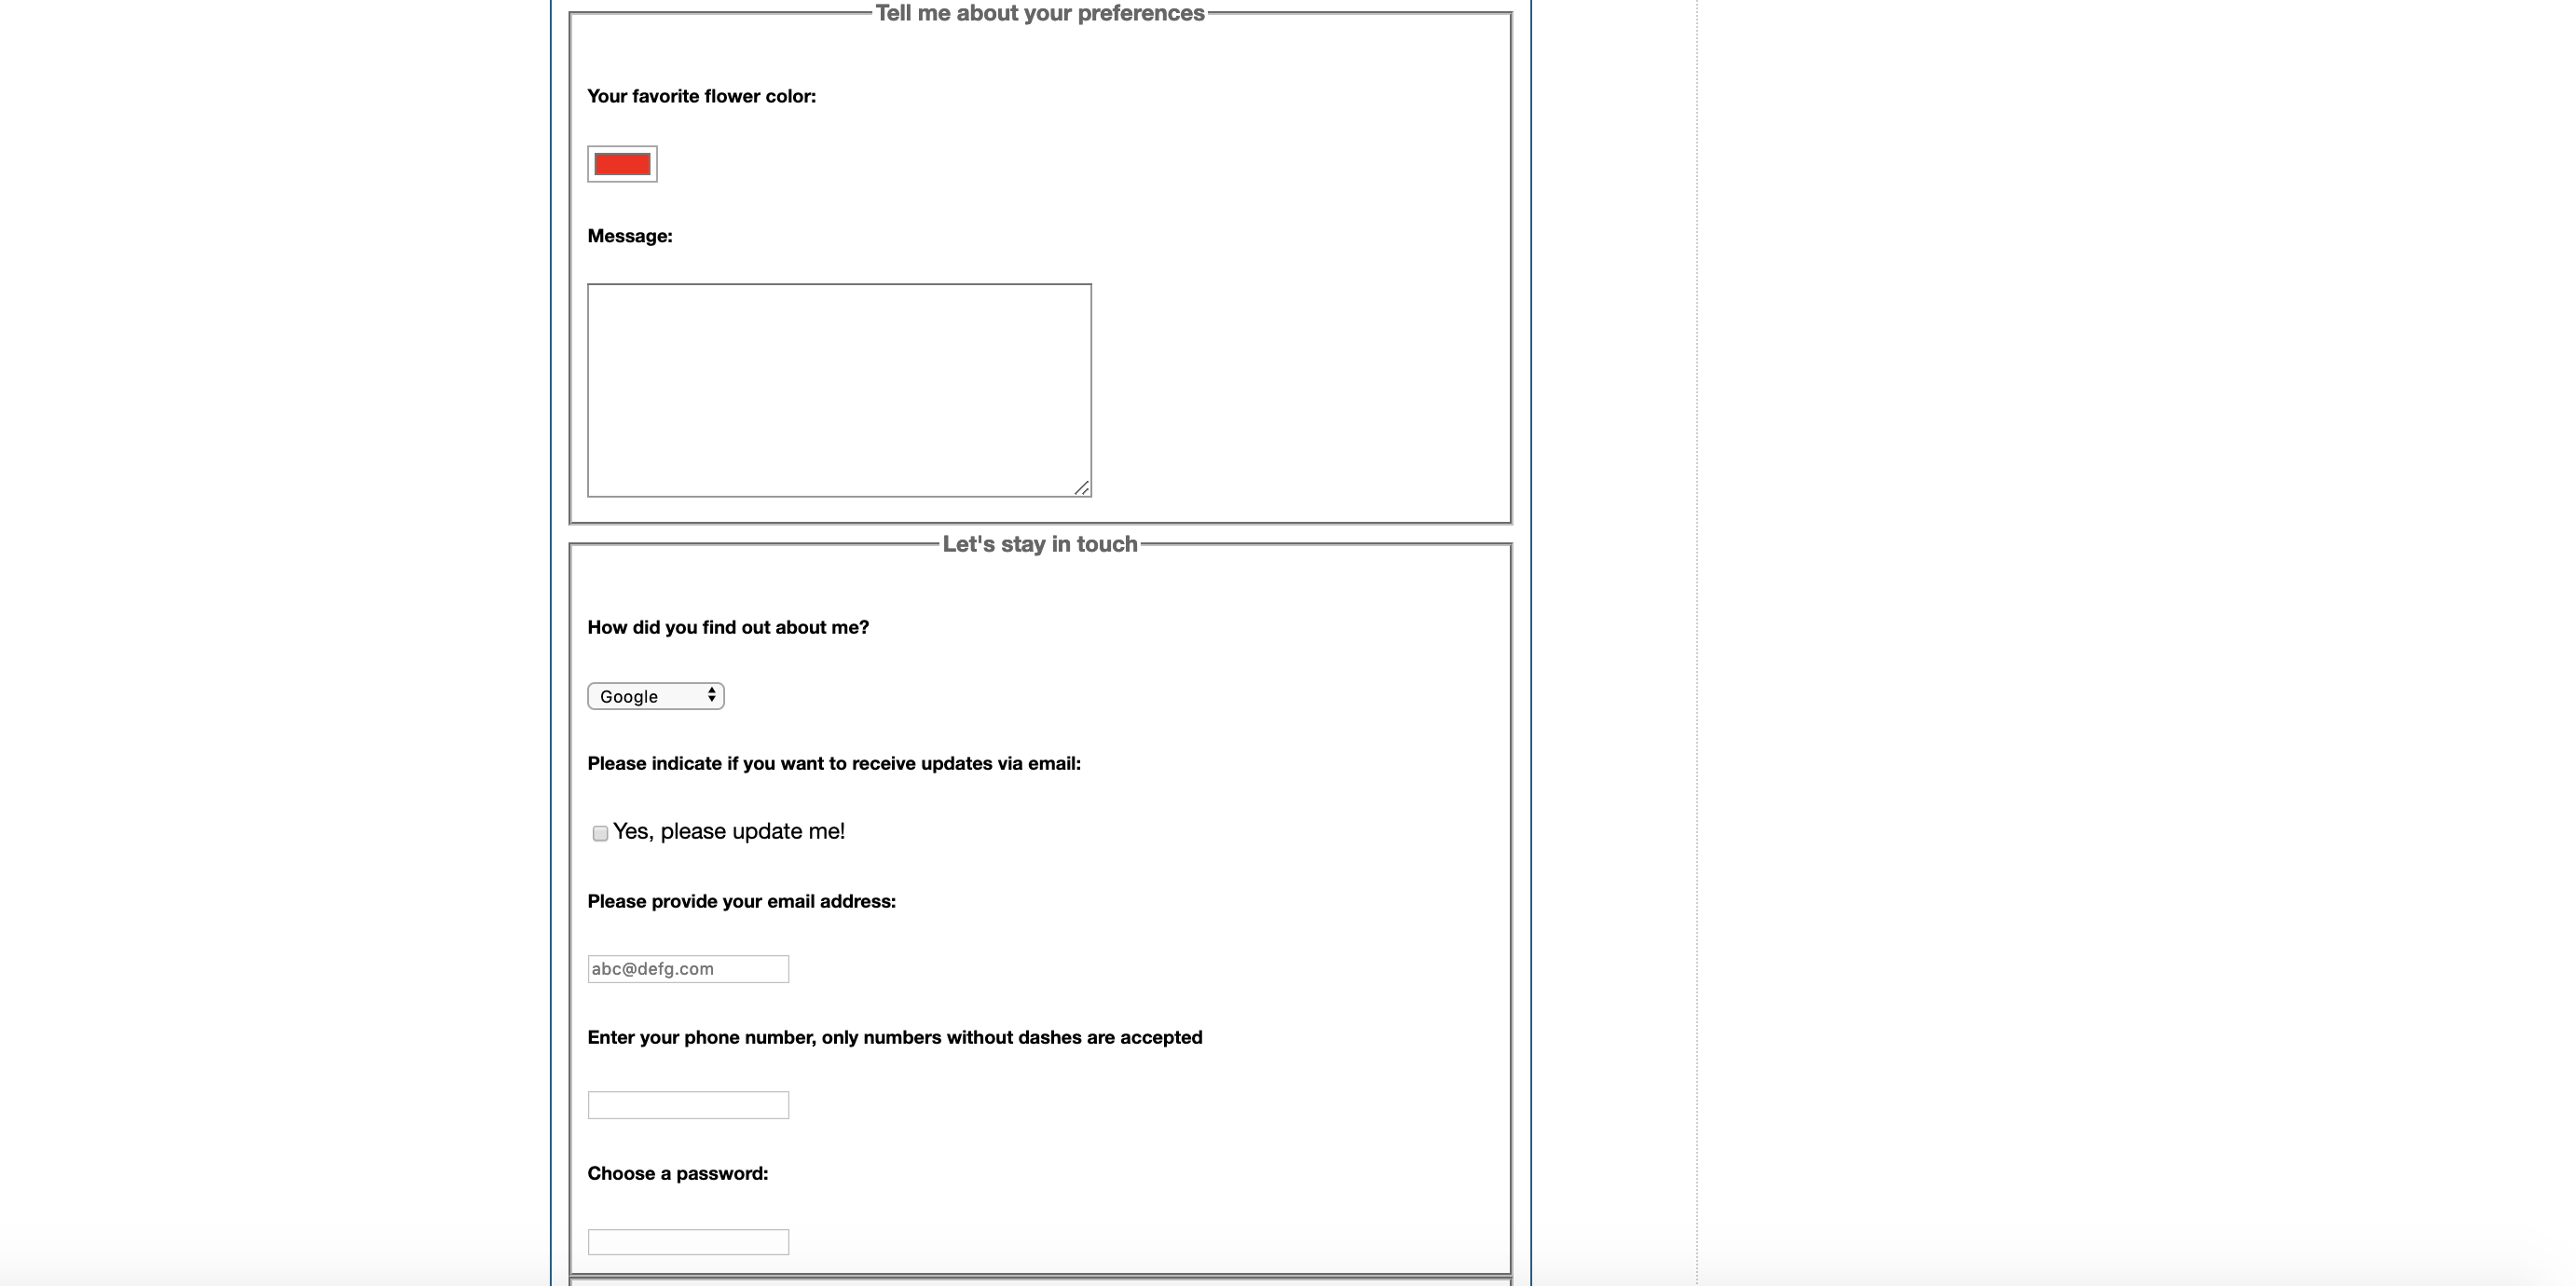 Tell me about your preferences
Your favorite flower color:
Message:
Let's stay in touch
How did you find out about me?
Google
Please indicate if you want to receive updates via email:
Yes, please update me!
Please provide your email address:
abc@defg.com
Enter your phone number, only numbers without dashes are accepted
Choose a password: